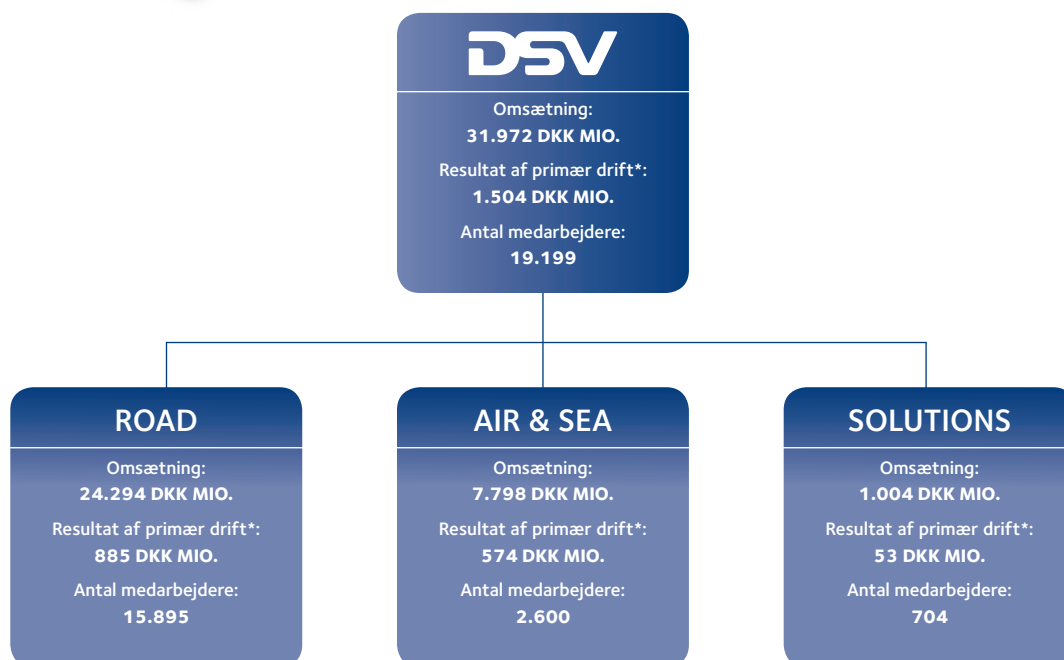 DSV
Omsætning:
31.972 DKK MIO.
Resultat af primær drift*:
1.504 DKK MIO.
Antal medarbejdere:
19.199
ROAD
Omsætning:
24.294 DKK MIO.
Resultat af primær drift*:
885 DKK MIO.
Antal medarbejdere:
15.895
AIR & SEA
Omsætning:
7.798 DKK MIO.
Resultat af primær drift*:
574 DKK MIO.
Antal medarbejdere:
2.600
SOLUTIONS
Omsætning:
1.004 DKK MIO.
Resultat af primær drift*:
53 DKK MIO.
Antal medarbejdere:
704